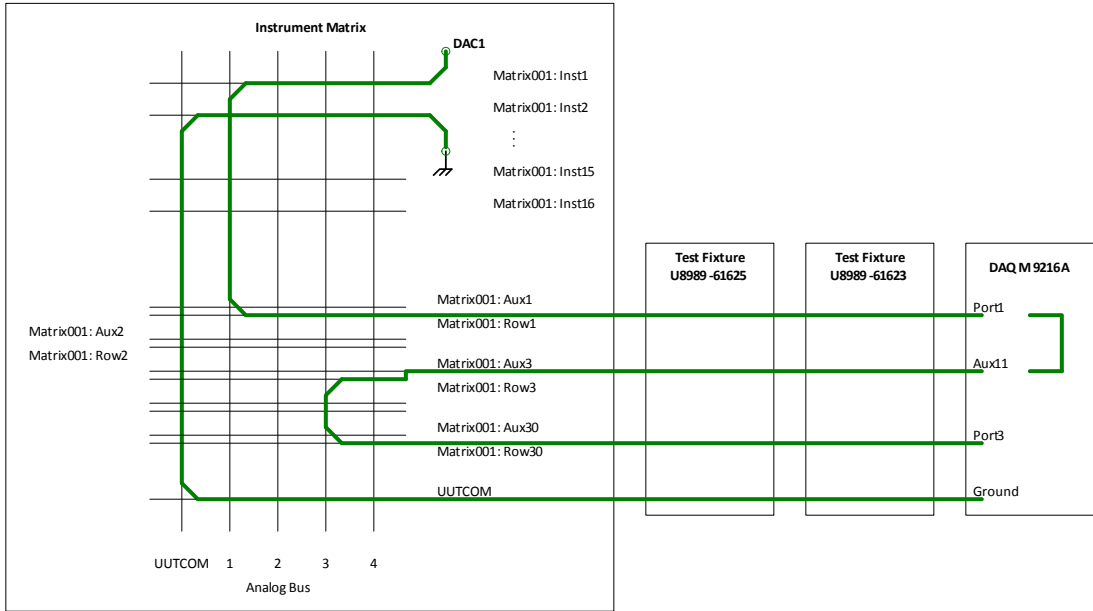 Instrument Matrix
DAC1
Matrix001: Inst1
Matrix001: Inst2
⋮
Matrix001: Inst15
Matrix001: Inst16
Test Fixture
U8989 -61625
Test Fixture
U8989 -61623
DAQ M 9216A
Matrix001: Aux1
Port1
Matrix001: Row1
Matrix001: Aux2
Matrix001: Row2
Matrix001: Aux3
Aux11
Matrix001: Row3
Matrix001: Aux30
Port3
Matrix001: Row30
UUTCOM
Ground
UUTCOM 1 2 3 4
Analog Bus